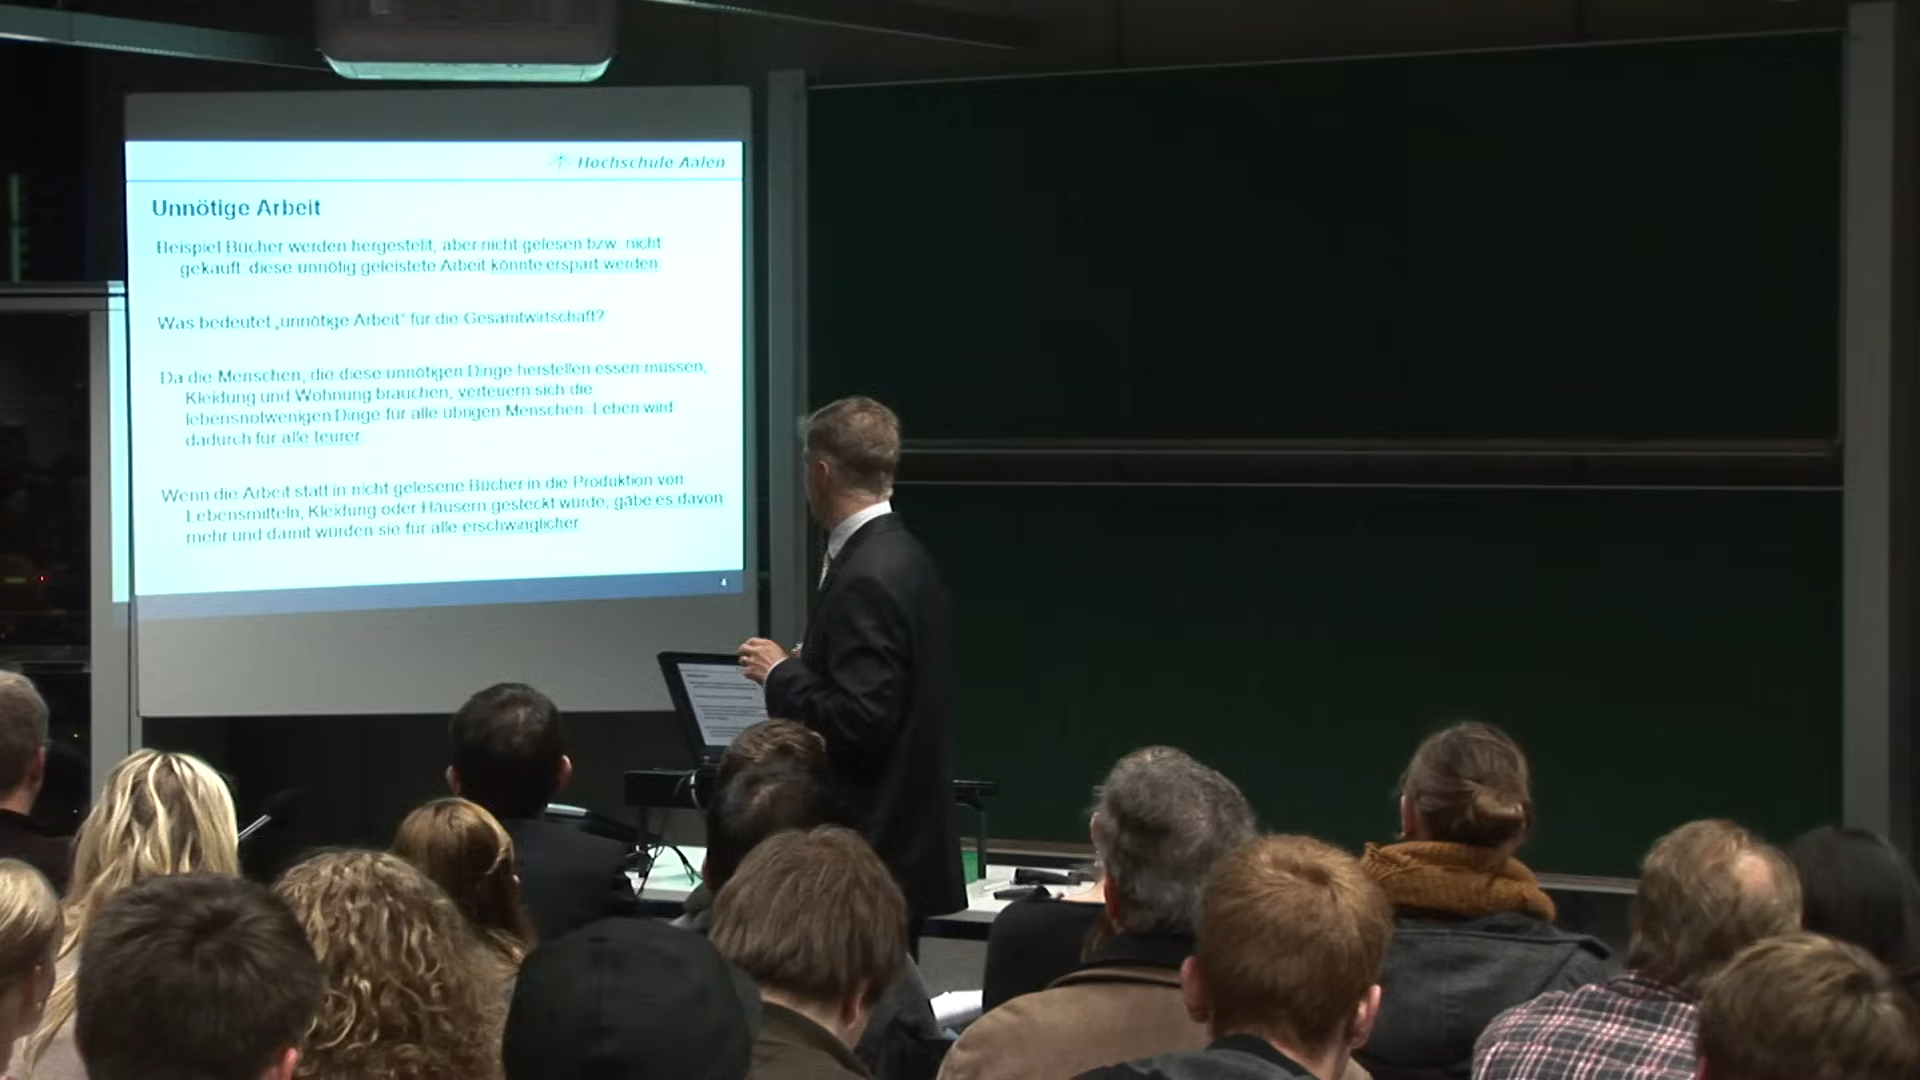 Hochschule Aalen
Unnötige Arbeit
Beispiel Bücher werden hergestellt, aber nicht gelesen bzw. nicht
gekauft: diese unnötig geleistete Arbeit könnte erspart werden.
Was bedeutet „unnötige Arbeit“ für die Gesamtwirtschaft?
Da die Menschen, die diese unnötigen Dinge herstellen essen müssen,
Kleidung und Wohnung brauchen, verteuern sich die
lebensnotwenigen Dinge für alle übrigen Menschen. Leben wird
dadurch für alle teurer.
Wenn die Arbeit statt in nicht gelesene Bücher in die Produktion von
Lebensmitteln, Kleidung oder Häusern gesteckt würde, gäbe es davon
mehr und damit würden sie für alle erschwinglicher.
4